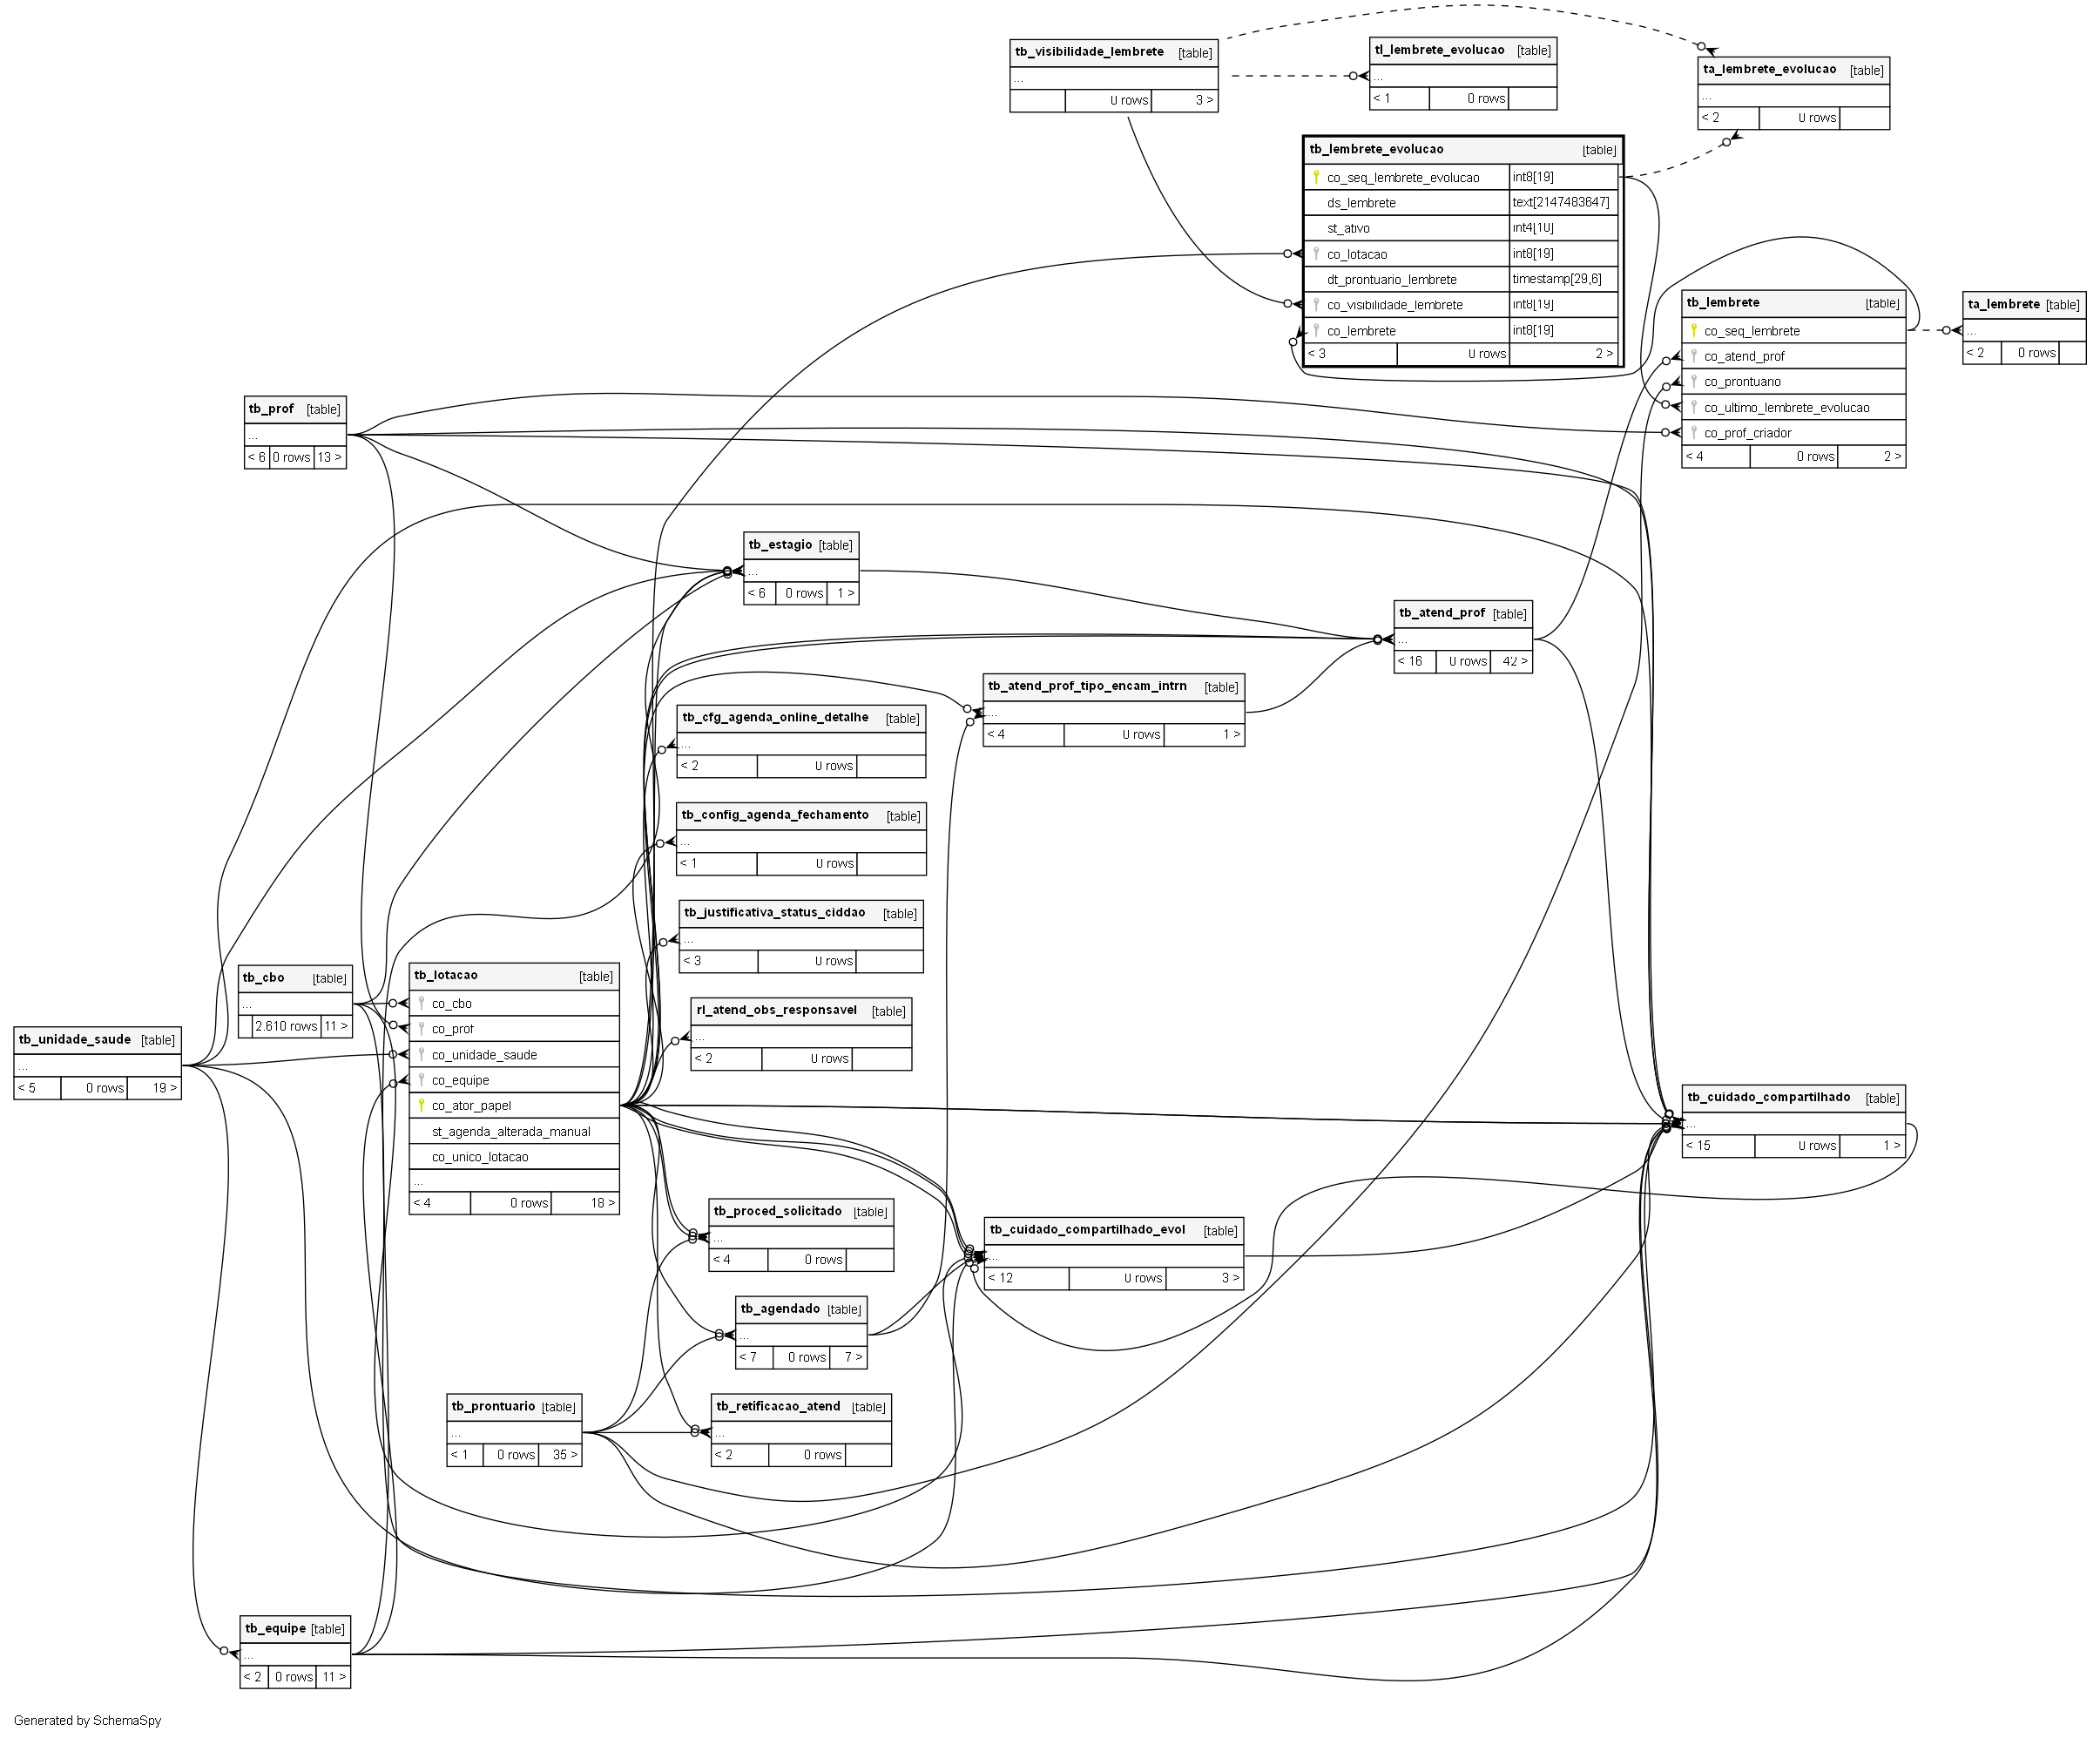 tb_visibilidade_lembrete [table]
...
0 rows 3 >
tl_lembrete_evolucao [table]
...
< 1 0 rows
ta_lembrete_evolucao [table]
...
< 2 0 rows
tb_lembrete_evolucao [table]
co_seq_lembrete_evolucao int8[19]
ds_lembrete text[2147483647]
st_ativo int4[10]
co_lotacao int8[19]
dt_prontuario_lembrete timestamp[29,6]
co_visibilidade_lembrete int8[19]
co_lembrete int8[19]
< 3 0 rows 2 >
tb_lembrete [table]
co_seq_lembrete
co_atend_prof
co_prontuario
co_ultimo_lembrete_evolucao
co_prof_criador
< 4 0 rows 2 >
ta_lembrete [table]
...
< 2 0 rows
tb_prof [table]
...
< 6 0 rows 13 >
tb_estagio [table]
...
< 6 0 rows 1 >
tb_atend_prof [table]
...
< 16 0 rows 42 >
tb_atend_prof_tipo_encam_intrn [table]
...
< 4 0 rows 1 >
tb_cfg_agenda_online_detalhe [table]
...
< 2 0 rows
tb_config_agenda_fechamento [table]
...
< 1 0 rows
tb_justificativa_status_ciddao [table]
...
< 3 0 rows
rl_atend_obs_responsavel [table]
...
< 2 0 rows
tb_cbo [table]
...
2.610 rows 11 >
tb_unidade_saude [table]
...
< 5 0 rows 19 >
tb_lotacao [table]
co_cbo
co_prof
co_unidade_saude
co_equipe
co_ator_papel
st_agenda_alterada_manual
co_unico_lotacao
...
< 4 0 rows 18 >
tb_cuidado_compartilhado [table]
...
< 15 0 rows 1 >
tb_proced_solicitado [table]
...
< 4 0 rows
tb_cuidado_compartilhado_evol [table]
...
< 12 0 rows 3 >
tb_agendado [table]
...
< 7 0 rows 7 >
tb_prontuario [table]
...
< 1 0 rows 35 >
tb_retificacao_atend [table]
...
< 2 0 rows
tb_equipe [table]
...
< 2 0 rows 11 >
Generated by SchemaSpy